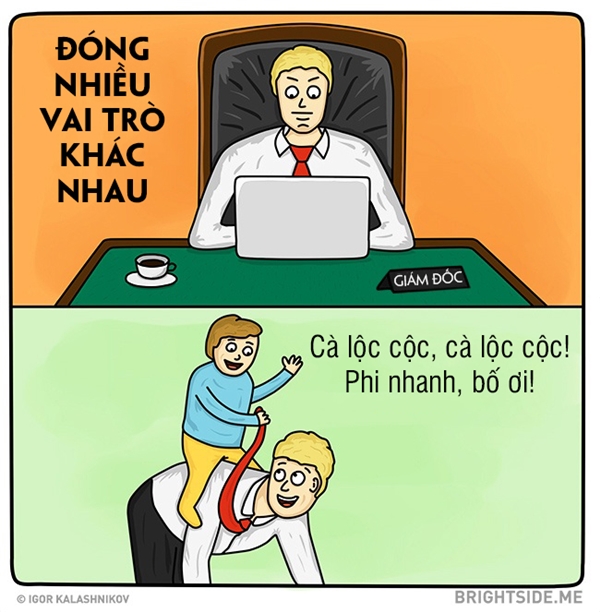 ĐÓNG
NHIỀU
VAI TRÒ
KHÁC
NHAU
GIÁM ĐỐC
Cà lộc cộc, cà lộc cộc!
Phi nhanh, bố ơi!
© IGOR KALASHNIKOV
BRIGHTSIDE.ME